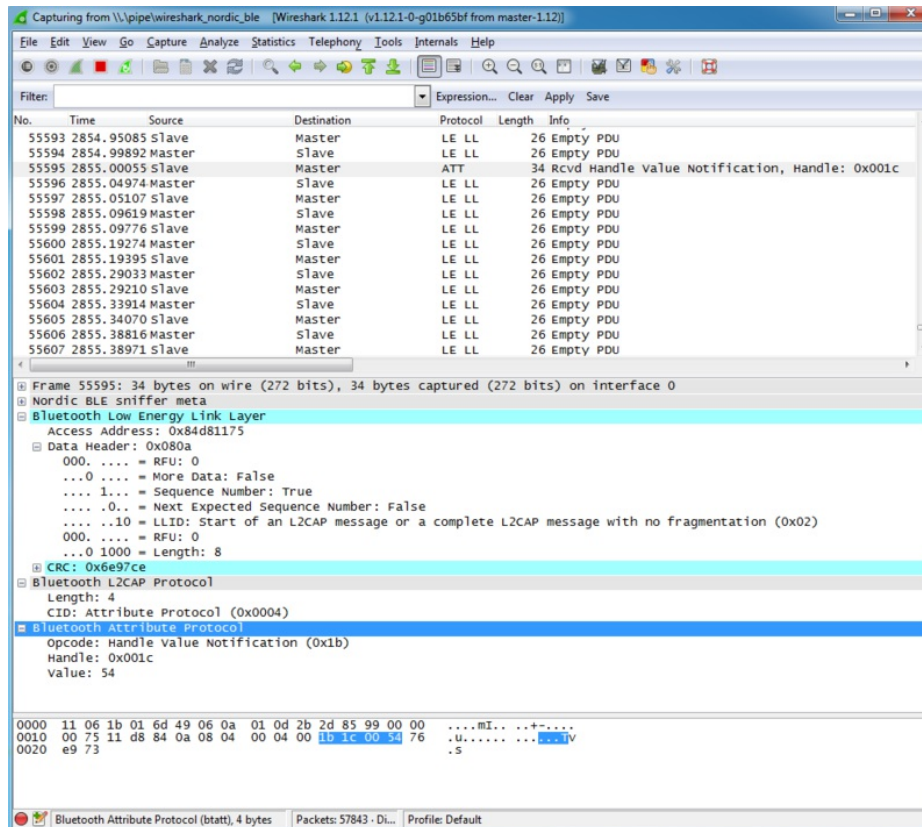 Capturing from \\.\pipe\wireshark_nordic_ble [Wireshark 1.12.1 (v1.12.1-0-g01b65bf from master-1.12)]
File Edit View Go Capture Analyze Statistics Telephony Tools Internals Help
Filter: Expression... Clear Apply Save
No. Time Source Destination Protocol Length Info
55593 2854.95085 Slave Master LE LL 26 Empty PDU
55594 2854.99892 Master Slave LE LL 26 Empty PDU
55595 2855.00055 Slave Master ATT 34 Rcvd Handle Value Notification, Handle: 0x001c
55596 2855.04974 Master Slave LE LL 26 Empty PDU
55597 2855.05107 Slave Master LE LL 26 Empty PDU
55598 2855.09619 Master Slave LE LL 26 Empty PDU
55599 2855.09776 Slave Master LE LL 26 Empty PDU
55600 2855.19274 Master Slave LE LL 26 Empty PDU
55601 2855.19395 Slave Master LE LL 26 Empty PDU
55602 2855.29033 Master Slave LE LL 26 Empty PDU
55603 2855.29210 Slave Master LE LL 26 Empty PDU
55604 2855.33914 Master Slave LE LL 26 Empty PDU
55605 2855.34070 Slave Master LE LL 26 Empty PDU
55606 2855.38816 Master Slave LE LL 26 Empty PDU
55607 2855.38971 Slave Master LE LL 26 Empty PDU
Frame 55595: 34 bytes on wire (272 bits), 34 bytes captured (272 bits) on interface 0
Nordic BLE sniffer meta
Bluetooth Low Energy Link Layer
Access Address: 0x84d81175
Data Header: 0x080a
000. .... = RFU: 0
...0 .... = More Data: False
.... 1... = Sequence Number: True
.... .0.. = Next Expected Sequence Number: False
.... ..10 = LLID: Start of an L2CAP message or a complete L2CAP message with no fragmentation (0x02)
000. .... = RFU: 0
...0 1000 = Length: 8
CRC: 0x6e97ce
Bluetooth L2CAP Protocol
Length: 4
CID: Attribute Protocol (0x0004)
Bluetooth Attribute Protocol
Opcode: Handle Value Notification (0x1b)
Handle: 0x001c
Value: 54
0000 11 06 1b 01 6d 49 06 0a 01 0d 2b 2d 85 99 00 00 ....mI.. ..+-....
0010 00 75 11 d8 84 0a 08 04 00 04 00 1b 1c 00 54 76 .u...... ......Tv
0020 e9 73 .s
Bluetooth Attribute Protocol (btatt), 4 bytes Packets: 57843 · Di... Profile: Default